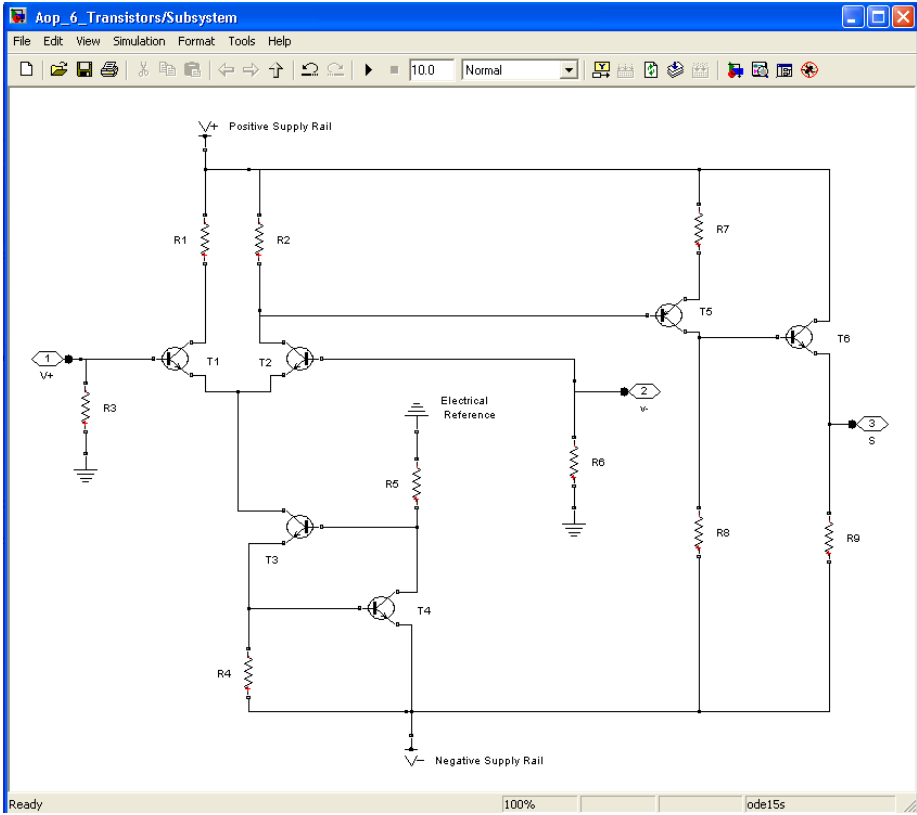 Aop_6_Transistors/Subsystem
File Edit View Simulation Format Tools Help
10.0 Normal
V+ Positive Supply Rail
R1
R2
R7
T5
T6
1
V+
T1
T2
R3
Electrical
Reference
2
v-
3
S
R5
R6
T3
R8
R9
T4
R4
V- Negative Supply Rail
Ready 100% ode15s